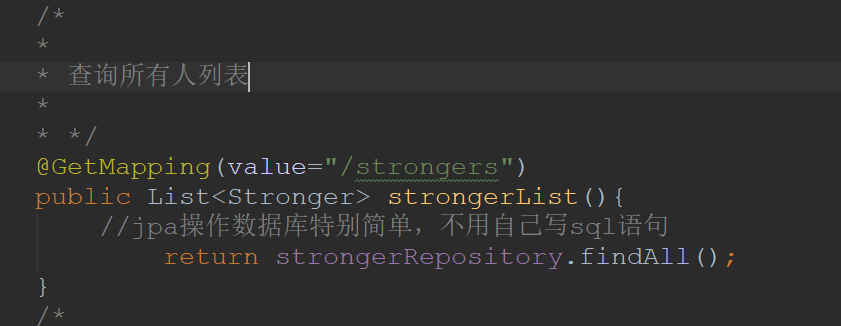 /*
*
* 查询所有人列表
*
* */
@GetMapping(value="/strongers")
public List<Stronger> strongerList(){
//jpa操作数据库特别简单，不用自己写sql语句
return strongerRepository.findAll();
}
/*